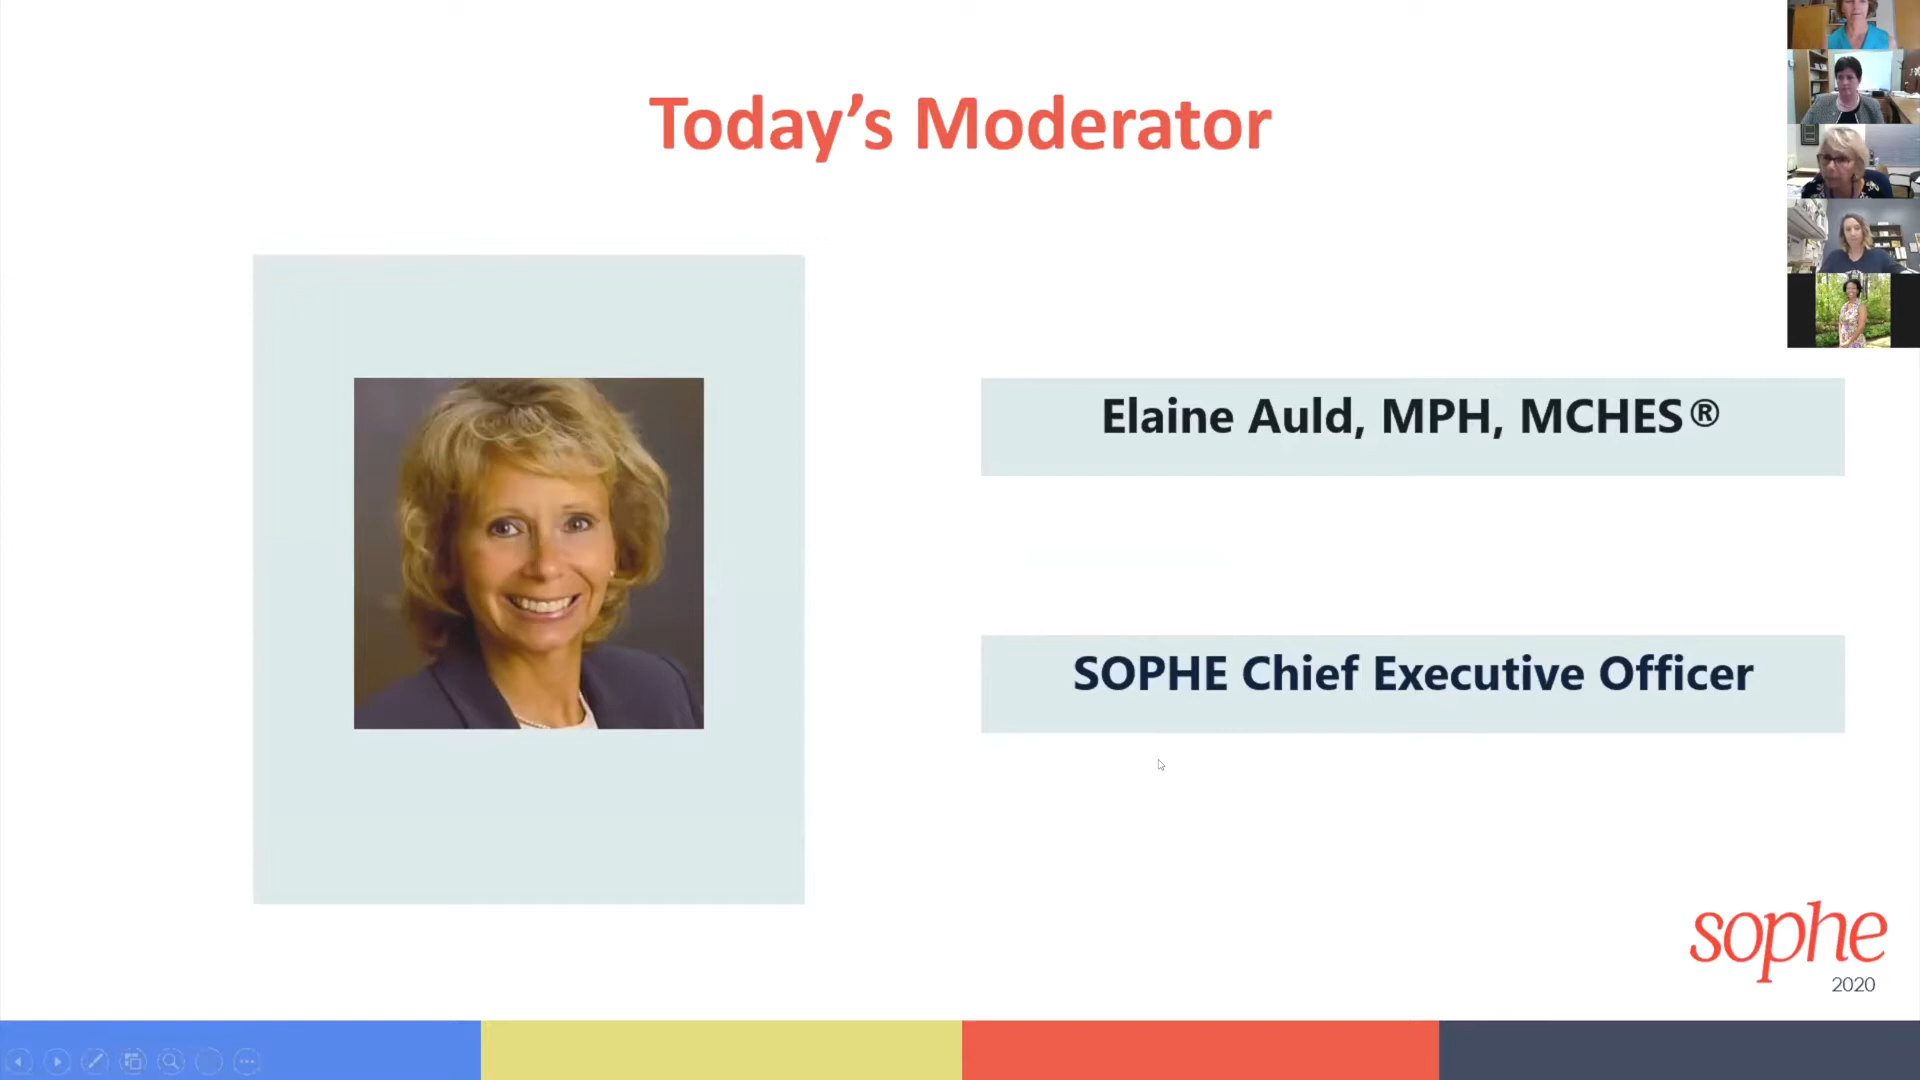 Today's Moderator
Elaine Auld, MPH, MCHES®
SOPHE Chief Executive Officer
sophe
2020